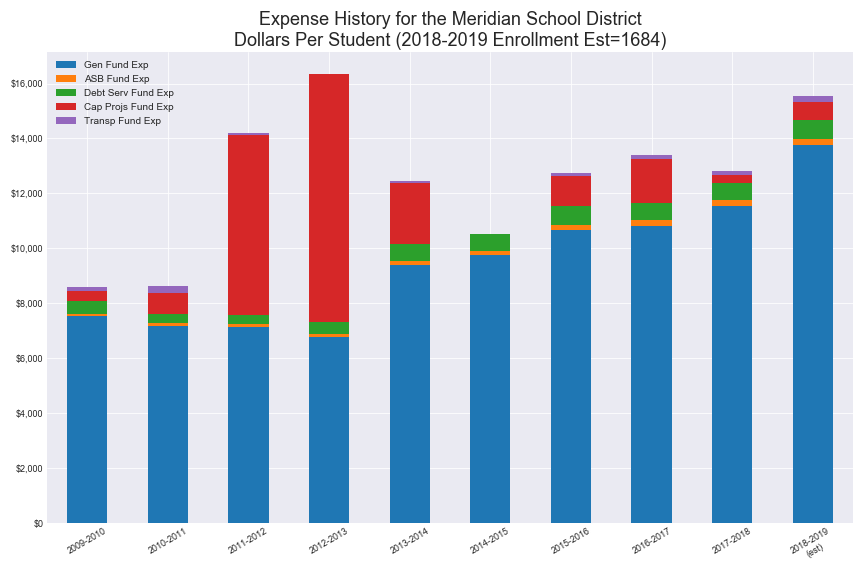 Expense History for the Meridian School District
Dollars Per Student (2018-2019 Enrollment Est=1684)
Gen Fund Exp
ASB Fund Exp
Debt Serv Fund Exp
Cap Projs Fund Exp
Transp Fund Exp
$16,000
$14,000
$12,000
$10,000
$8,000
$6,000
$4,000
$2,000
$0
2009-2010
2010-2011
2011-2012
2012-2013
2013-2014
2014-2015
2015-2016
2016-2017
2017-2018
2018-2019
(est)